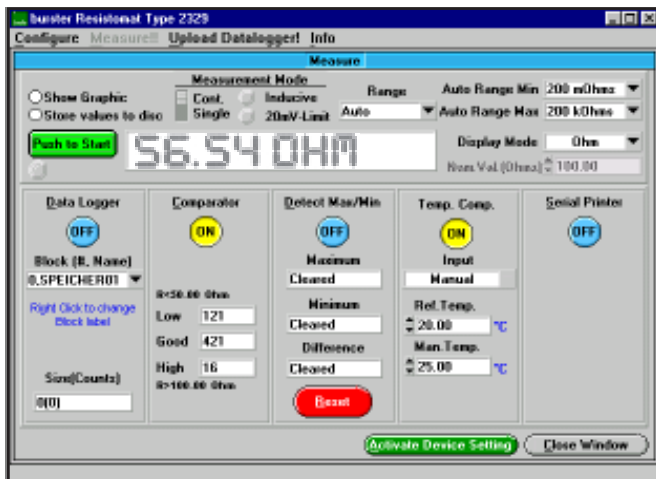 burster Resistomat Type 2329
Configure Measure!! Upload Datalogger! Info
Measure
Show Graphic
Store values to disc
Measurement Mode
Cont.
Single
Inductive
20mV-Limit
Range
Auto
Auto Range Min 200 mOhms
Auto Range Max 200 kOhms
Push to Start
56.54 OHM
Display Mode Ohm
Nom.Val.(Ohms) 100.00
Data Logger
OFF
Block (#. Name)
0.SPEICHER01
Right Click to change
Block label
Size(Counts)
0(0)
Comparator
ON
R<50.00 Ohm
Low 121
Good 421
High 16
R>100.00 Ohm
Detect Max/Min
OFF
Maximum
Cleared
Minimum
Cleared
Difference
Cleared
Reset
Temp. Comp.
ON
Input
Manual
Ref.Temp.
20.00 °C
Man.Temp.
25.00 °C
Serial Printer
OFF
Activate Device Setting
Close Window